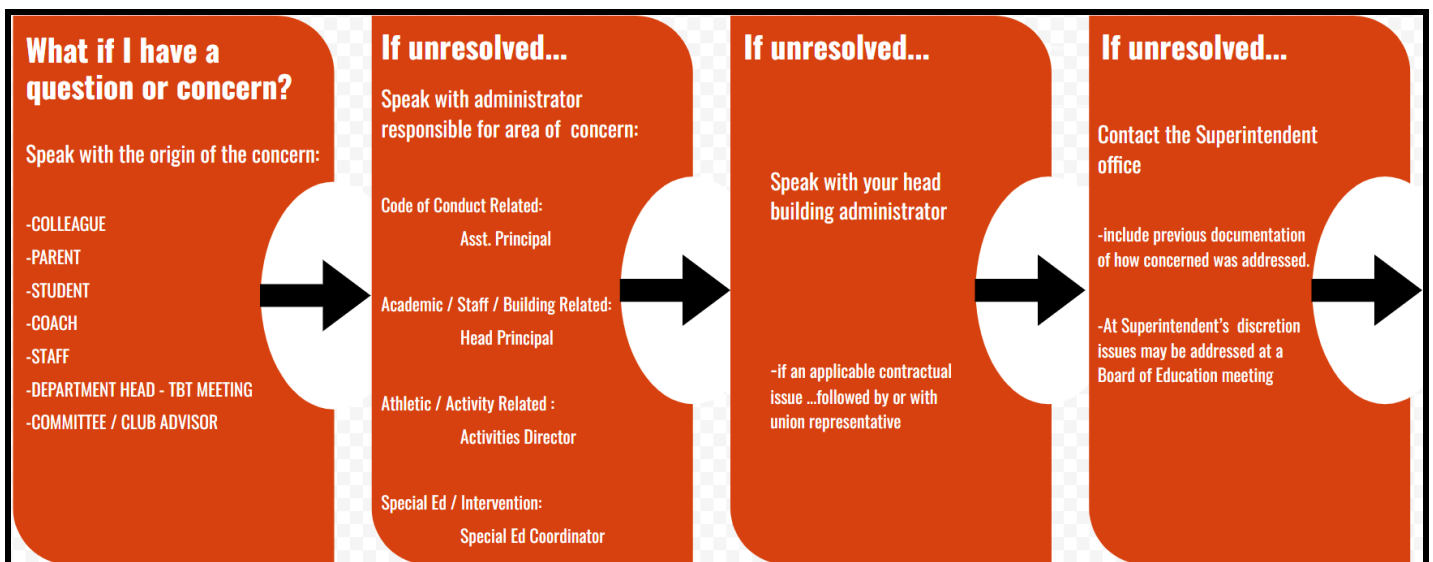 What if I have a
question or concern?
Speak with the origin of the concern:
-COLLEAGUE
-PARENT
-STUDENT
-COACH
-STAFF
-DEPARTMENT HEAD - TBT MEETING
-COMMITTEE / CLUB ADVISOR
If unresolved...
Speak with administrator
responsible for area of  concern:
Code of Conduct Related:
Asst. Principal
Academic / Staff / Building Related:
Head Principal
Athletic / Activity Related :
Activities Director
Special Ed / Intervention:
Special Ed Coordinator
If unresolved...
Speak with your head
building administrator
-if an applicable contractual
issue ...followed by or with
union representative
If unresolved...
Contact the Superintendent
office
-include previous documentation
of how concerned was addressed.
-At Superintendent's  discretion
issues may be addressed at a
Board of Education meeting